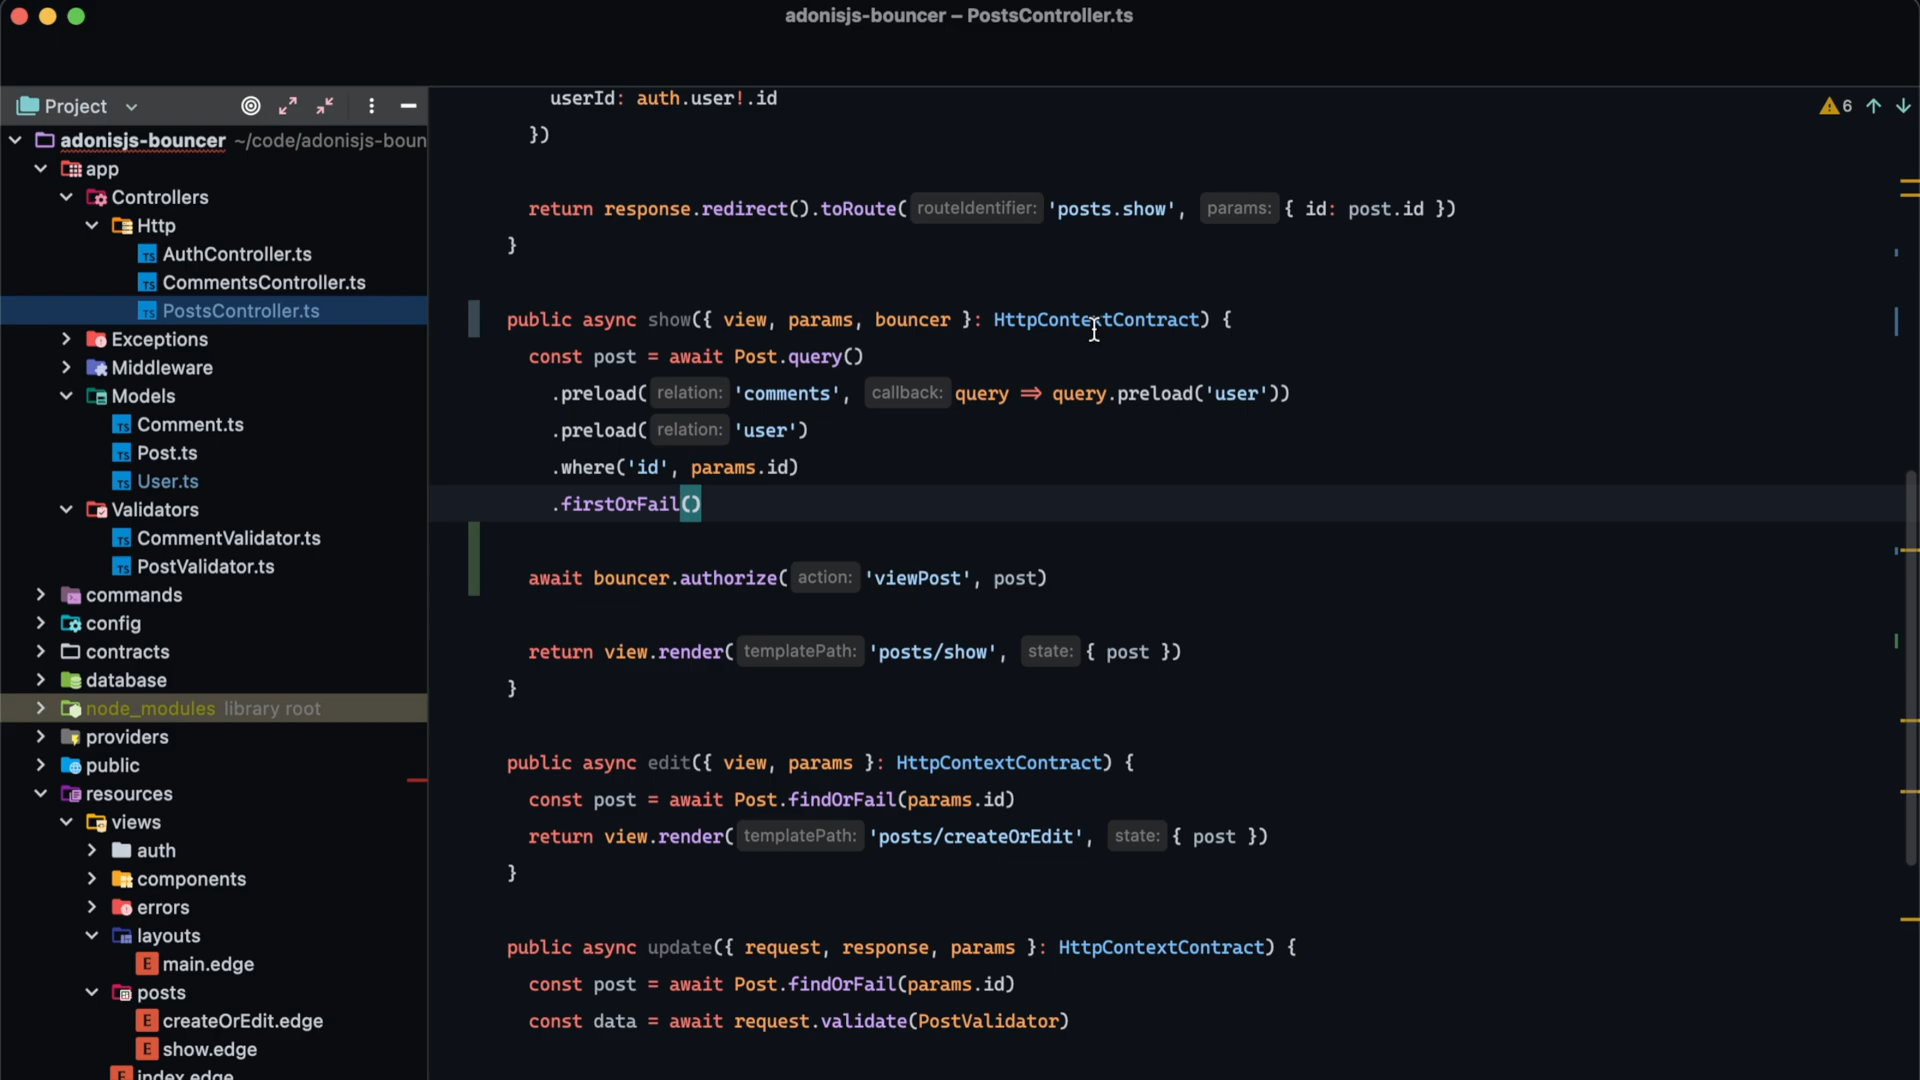 adonisjs-bouncer – PostsController.ts
Project
adonisjs-bouncer ~/code/adonisjs-boun
app
Controllers
Http
AuthController.ts
CommentsController.ts
PostsController.ts
Exceptions
Middleware
Models
Comment.ts
Post.ts
User.ts
Validators
CommentValidator.ts
PostValidator.ts
commands
config
contracts
database
node_modules library root
providers
public
resources
views
auth
components
errors
layouts
main.edge
posts
createOrEdit.edge
show.edge
index.edge
6
userId: auth.user!.id
})
return response.redirect().toRoute( routeIdentifier: 'posts.show', params: { id: post.id })
}
public async show({ view, params, bouncer }: HttpContextContract) {
const post = await Post.query()
.preload( relation: 'comments', callback: query => query.preload('user'))
.preload( relation: 'user')
.where('id', params.id)
.firstOrFail()
await bouncer.authorize( action: 'viewPost', post)
return view.render( templatePath: 'posts/show', state: { post })
}
public async edit({ view, params }: HttpContextContract) {
const post = await Post.findOrFail(params.id)
return view.render( templatePath: 'posts/createOrEdit', state: { post })
}
public async update({ request, response, params }: HttpContextContract) {
const post = await Post.findOrFail(params.id)
const data = await request.validate(PostValidator)